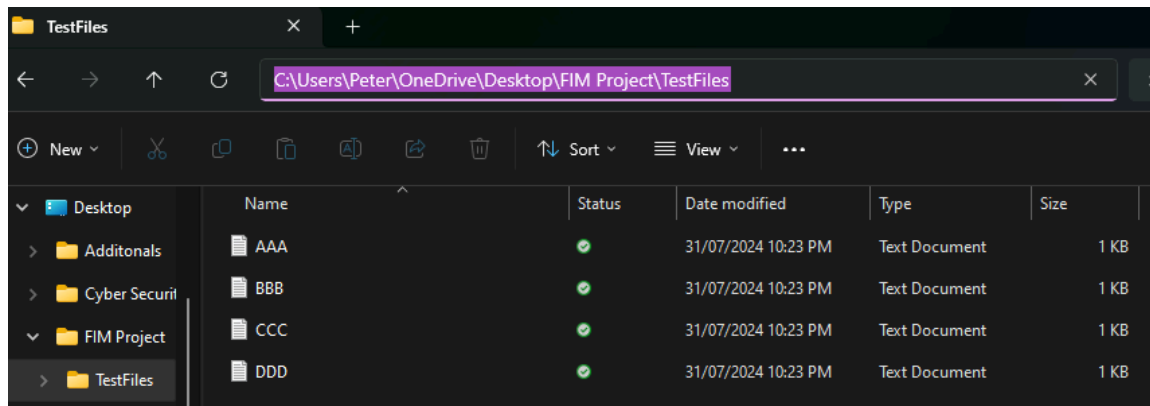 TestFiles
C:\Users\Peter\OneDrive\Desktop\FIM Project\TestFiles
New Sort View
Desktop
Additonals
Cyber Securit
FIM Project
TestFiles
Name Status Date modified Type Size
AAA 31/07/2024 10:23 PM Text Document 1 KB
BBB 31/07/2024 10:23 PM Text Document 1 KB
CCC 31/07/2024 10:23 PM Text Document 1 KB
DDD 31/07/2024 10:23 PM Text Document 1 KB